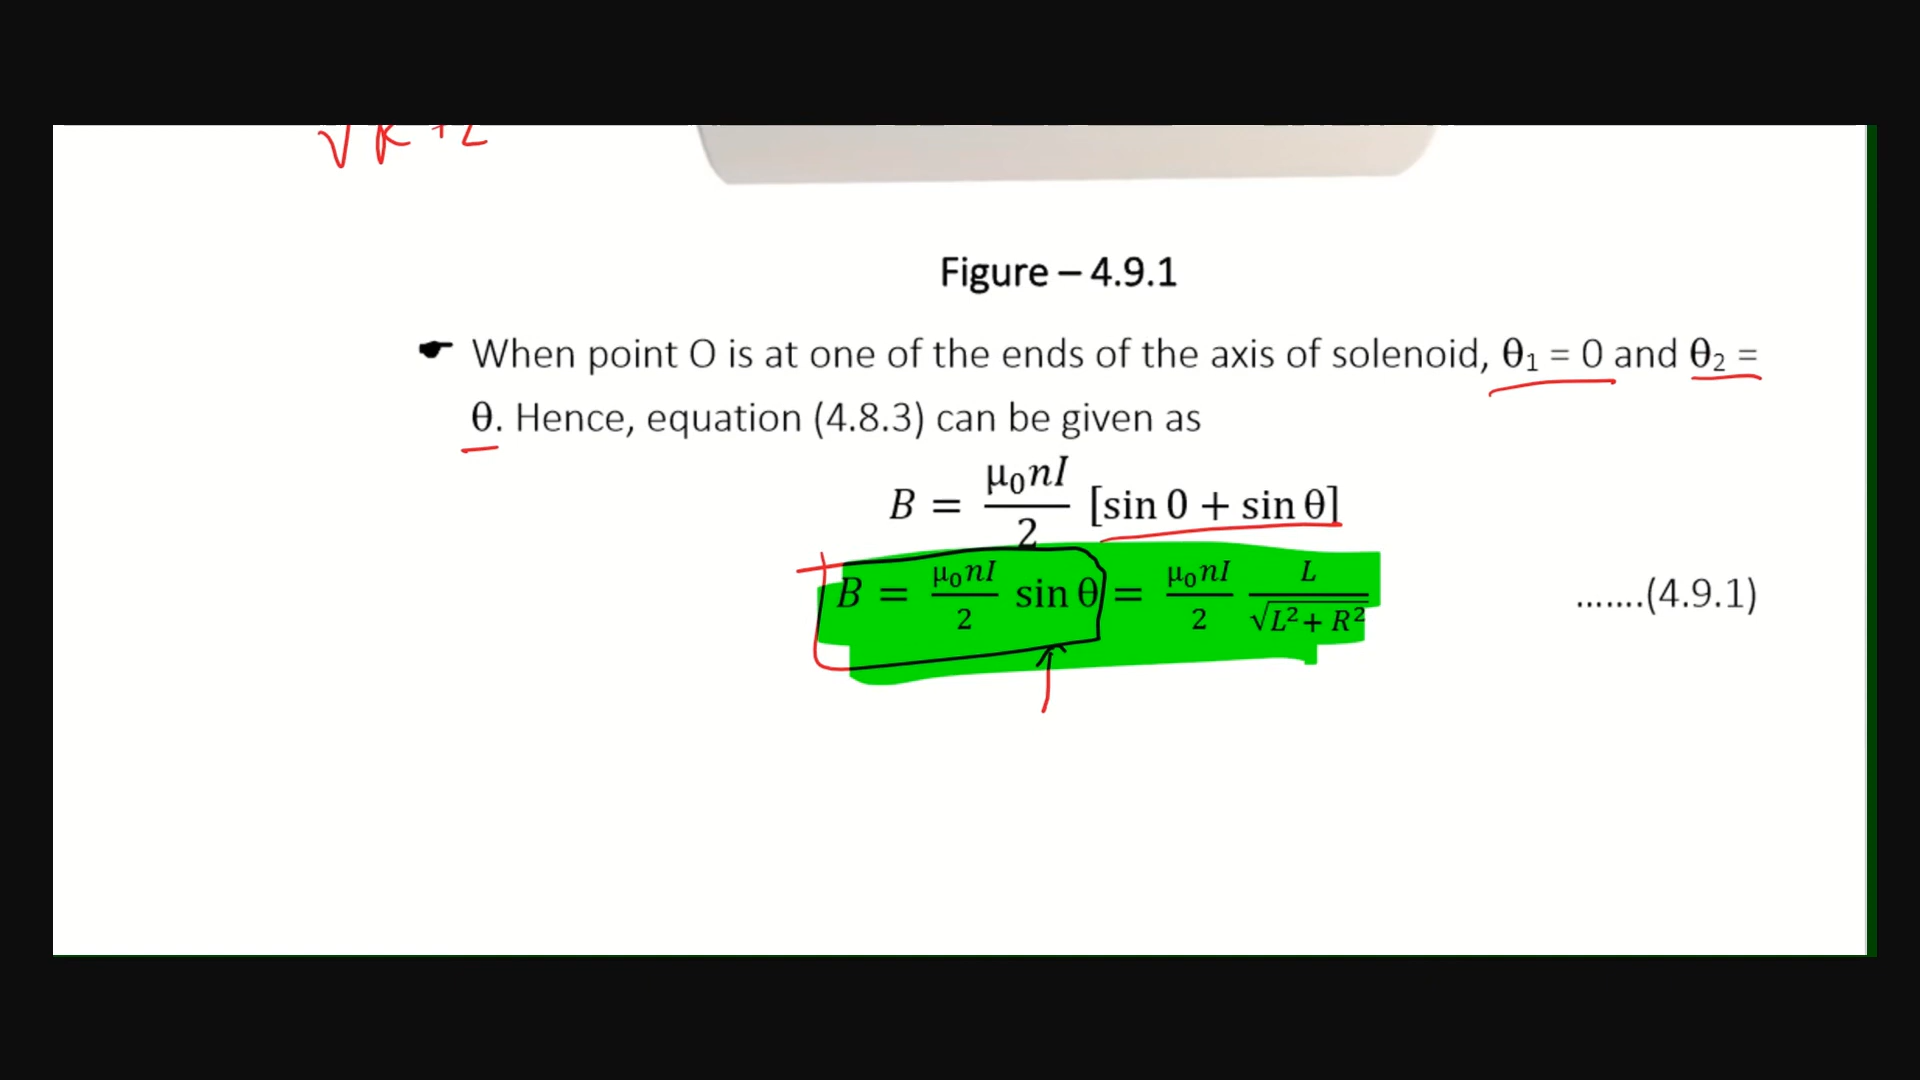 √R +L
Figure – 4.9.1
☛ When point O is at one of the ends of the axis of solenoid, θ₁ = 0 and θ₂ =
θ. Hence, equation (4.8.3) can be given as
B = μ₀nI/2 [sin 0 + sin θ]
B = μ₀nI/2 sin θ = μ₀nI/2 L/√L²+ R² .......(4.9.1)